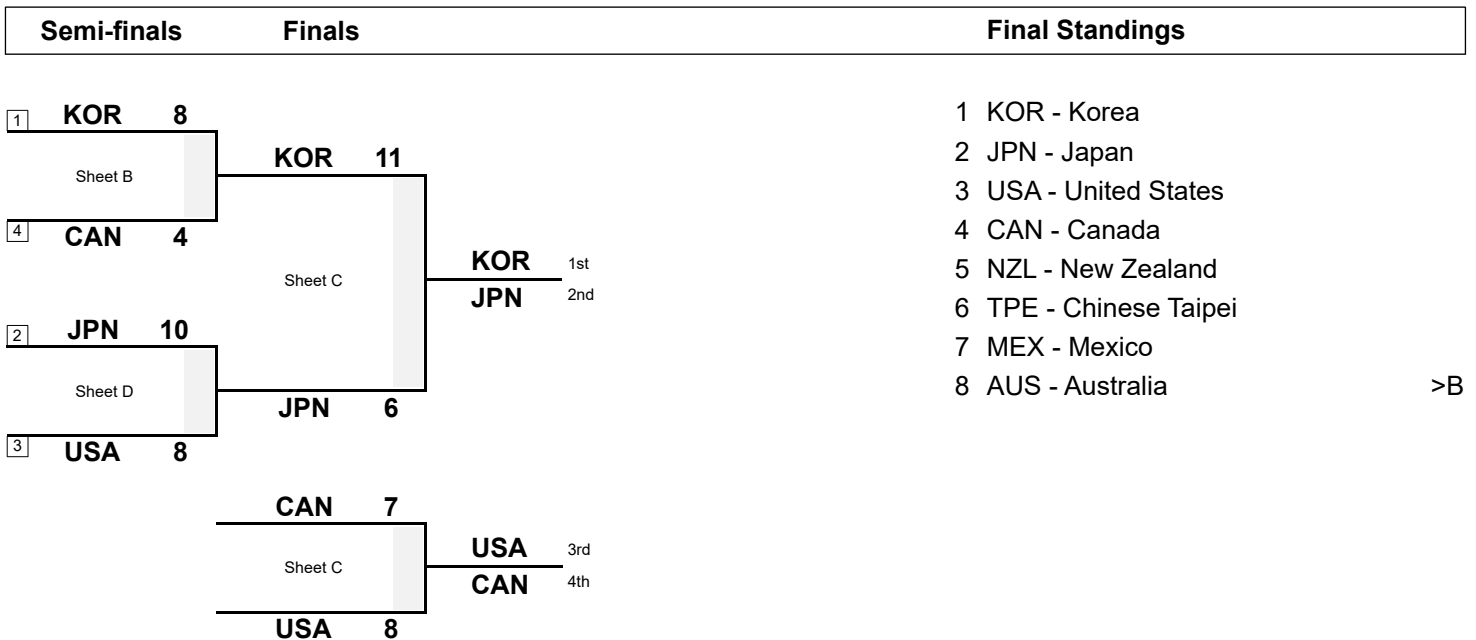 Semi-finals Finals Final Standings
1 KOR 8
Sheet B
4 CAN 4
2 JPN 10
Sheet D
3 USA 8
KOR 11
Sheet C
JPN 6
KOR 1st
JPN 2nd
CAN 7
Sheet C
USA 8
USA 3rd
CAN 4th
1 KOR - Korea
2 JPN - Japan
3 USA - United States
4 CAN - Canada
5 NZL - New Zealand
6 TPE - Chinese Taipei
7 MEX - Mexico
8 AUS - Australia >B